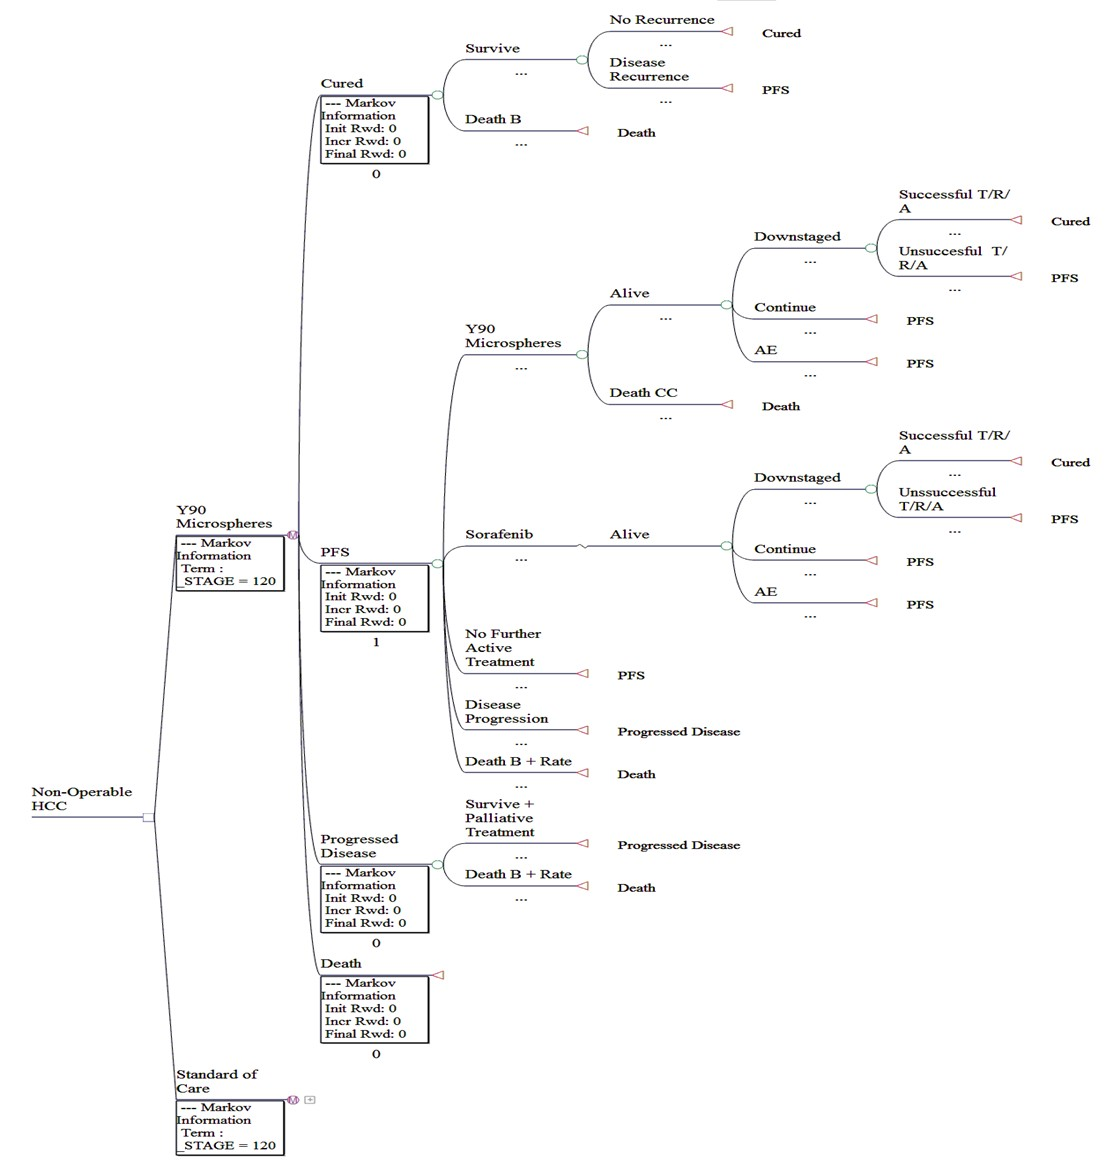 No Recurrence
...
Cured
Survive
...
Disease
Recurrence
...
PFS
Cured
--- Markov
Information
Init Rwd: 0
Incr Rwd: 0
Final Rwd: 0
0
Death B
...
Death
Successful T/R/
A
...
Cured
Downstaged
...
Unsuccesful T/
R/A
...
PFS
Alive
...
Continue
...
PFS
Y90
Microspheres
...
AE
...
PFS
Death CC
...
Death
Successful T/R/
A
...
Cured
Downstaged
...
Unssuccessful
T/R/A
...
PFS
Y90
Microspheres
--- Markov
Information
Term :
_STAGE = 120
PFS
--- Markov
Information
Init Rwd: 0
Incr Rwd: 0
Final Rwd: 0
1
Sorafenib
...
Alive
Continue
...
PFS
AE
...
PFS
No Further
Active
Treatment
...
PFS
Disease
Progression
...
Progressed Disease
Death B + Rate
...
Death
Non-Operable
HCC
Progressed
Disease
--- Markov
Information
Init Rwd: 0
Incr Rwd: 0
Final Rwd: 0
0
Survive +
Palliative
Treatment
...
Progressed Disease
Death B + Rate
...
Death
Death
--- Markov
Information
Init Rwd: 0
Incr Rwd: 0
Final Rwd: 0
0
Standard of
Care
--- Markov
Information
Term :
_STAGE = 120